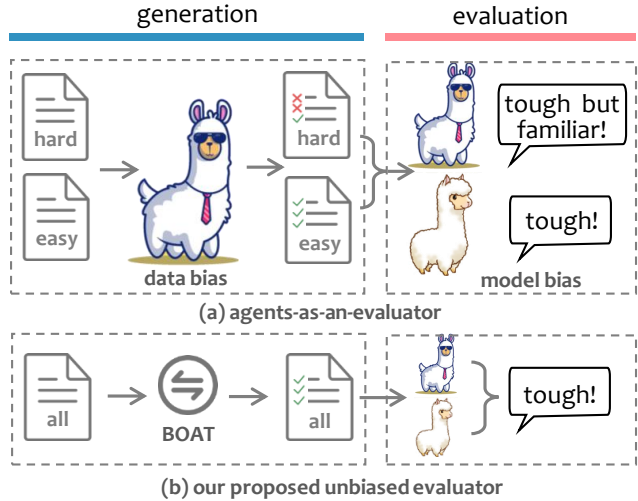 generation
evaluation
hard
easy
data bias
hard
easy
tough but
familiar!
tough!
model bias
(a) agents-as-an-evaluator
all
BOAT
all
tough!
(b) our proposed unbiased evaluator